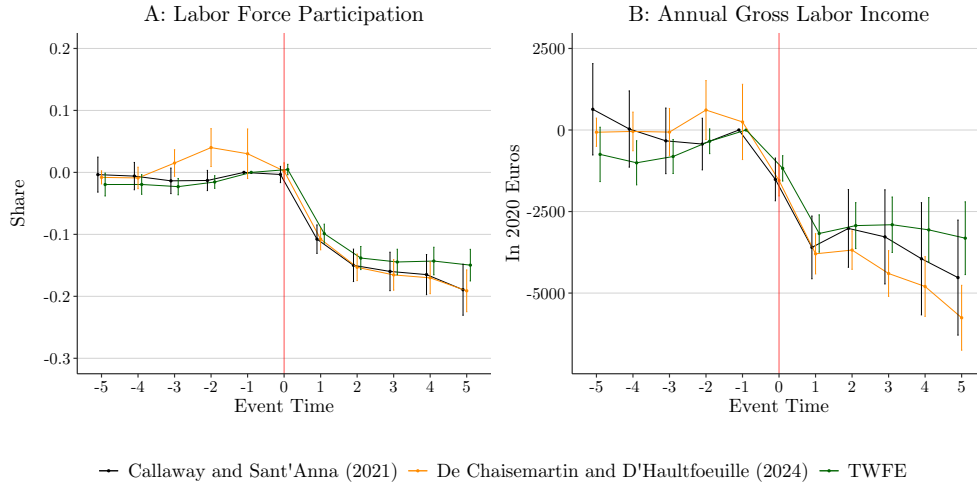 A: Labor Force Participation
0.2
0.1
0.0
-0.1
-0.2
-0.3
Share
-5 -4 -3 -2 -1 0 1 2 3 4 5
Event Time
B: Annual Gross Labor Income
2500
0
-2500
-5000
In 2020 Euros
-5 -4 -3 -2 -1 0 1 2 3 4 5
Event Time
Callaway and Sant'Anna (2021) De Chaisemartin and D'Haultfoeuille (2024) TWFE